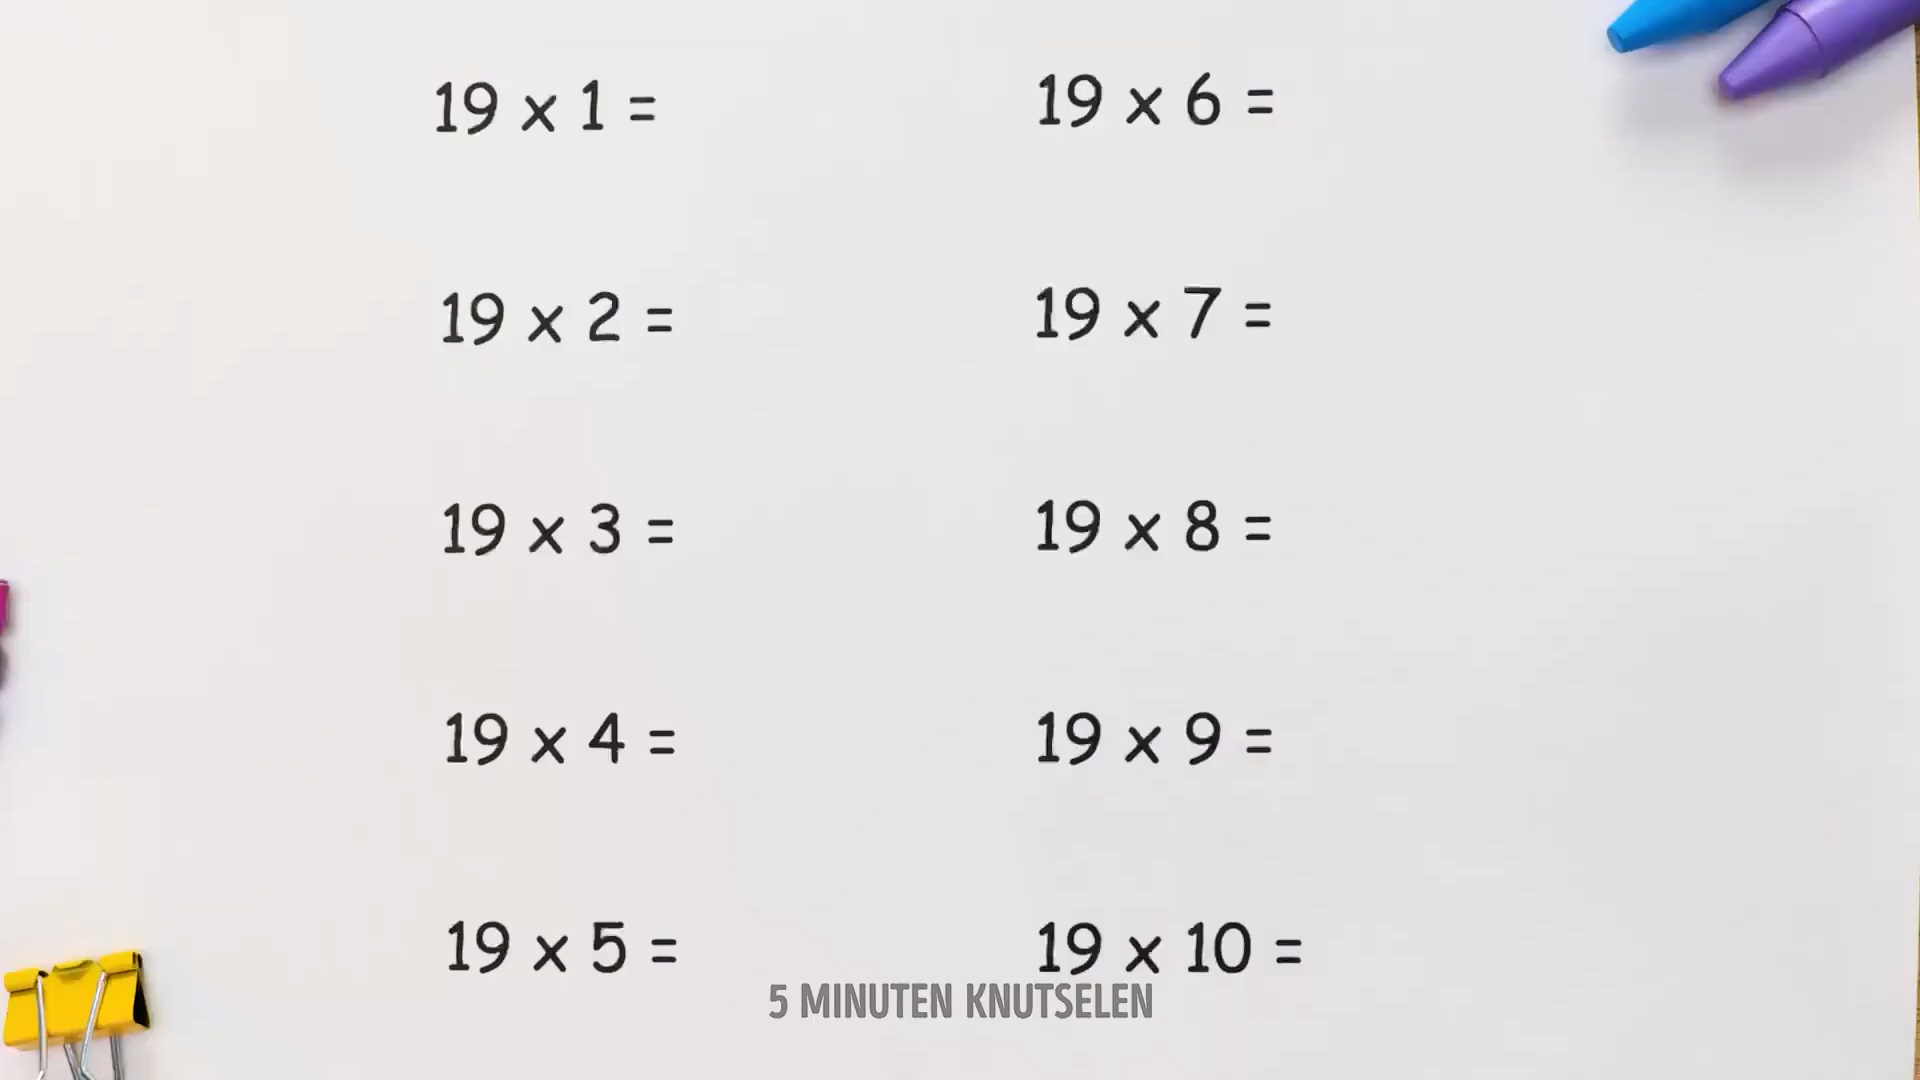 19 x 1 =
19 x 2 =
19 x 3 =
19 x 4 =
19 x 5 =
19 x 6 =
19 x 7 =
19 x 8 =
19 x 9 =
19 x 10 =
5 MINUTEN KNUTSELEN